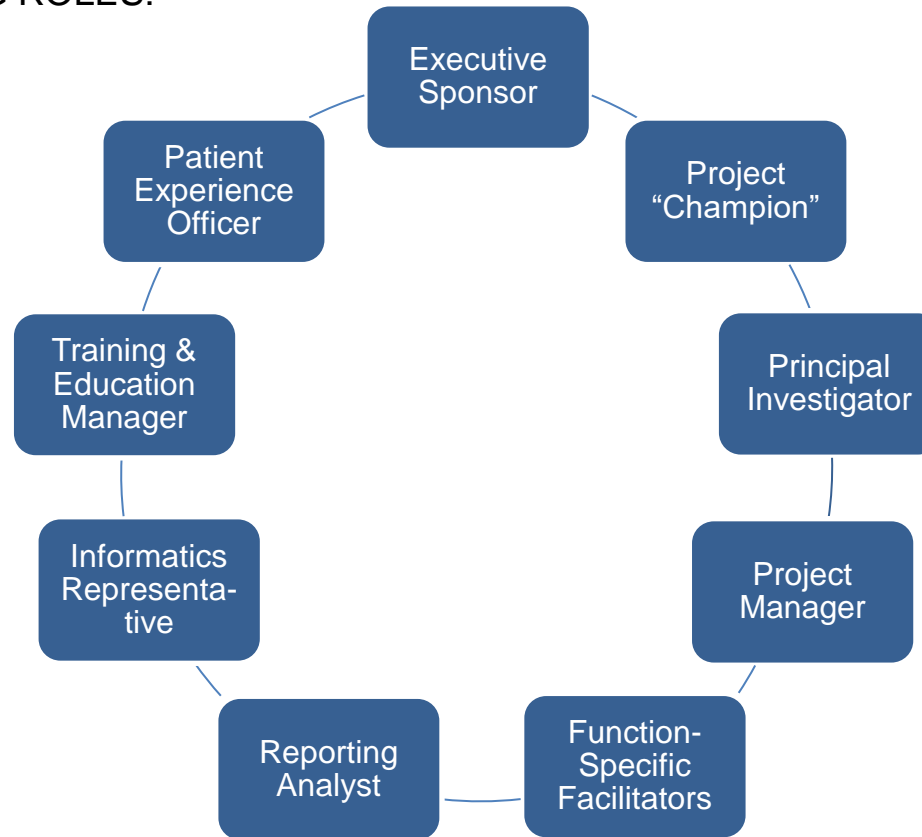 ROLES:
Executive
Sponsor
Project
“Champion”
Principal
Investigator
Project
Manager
Function-
Specific
Facilitators
Reporting
Analyst
Informatics
Representa-
tive
Training &
Education
Manager
Patient
Experience
Officer